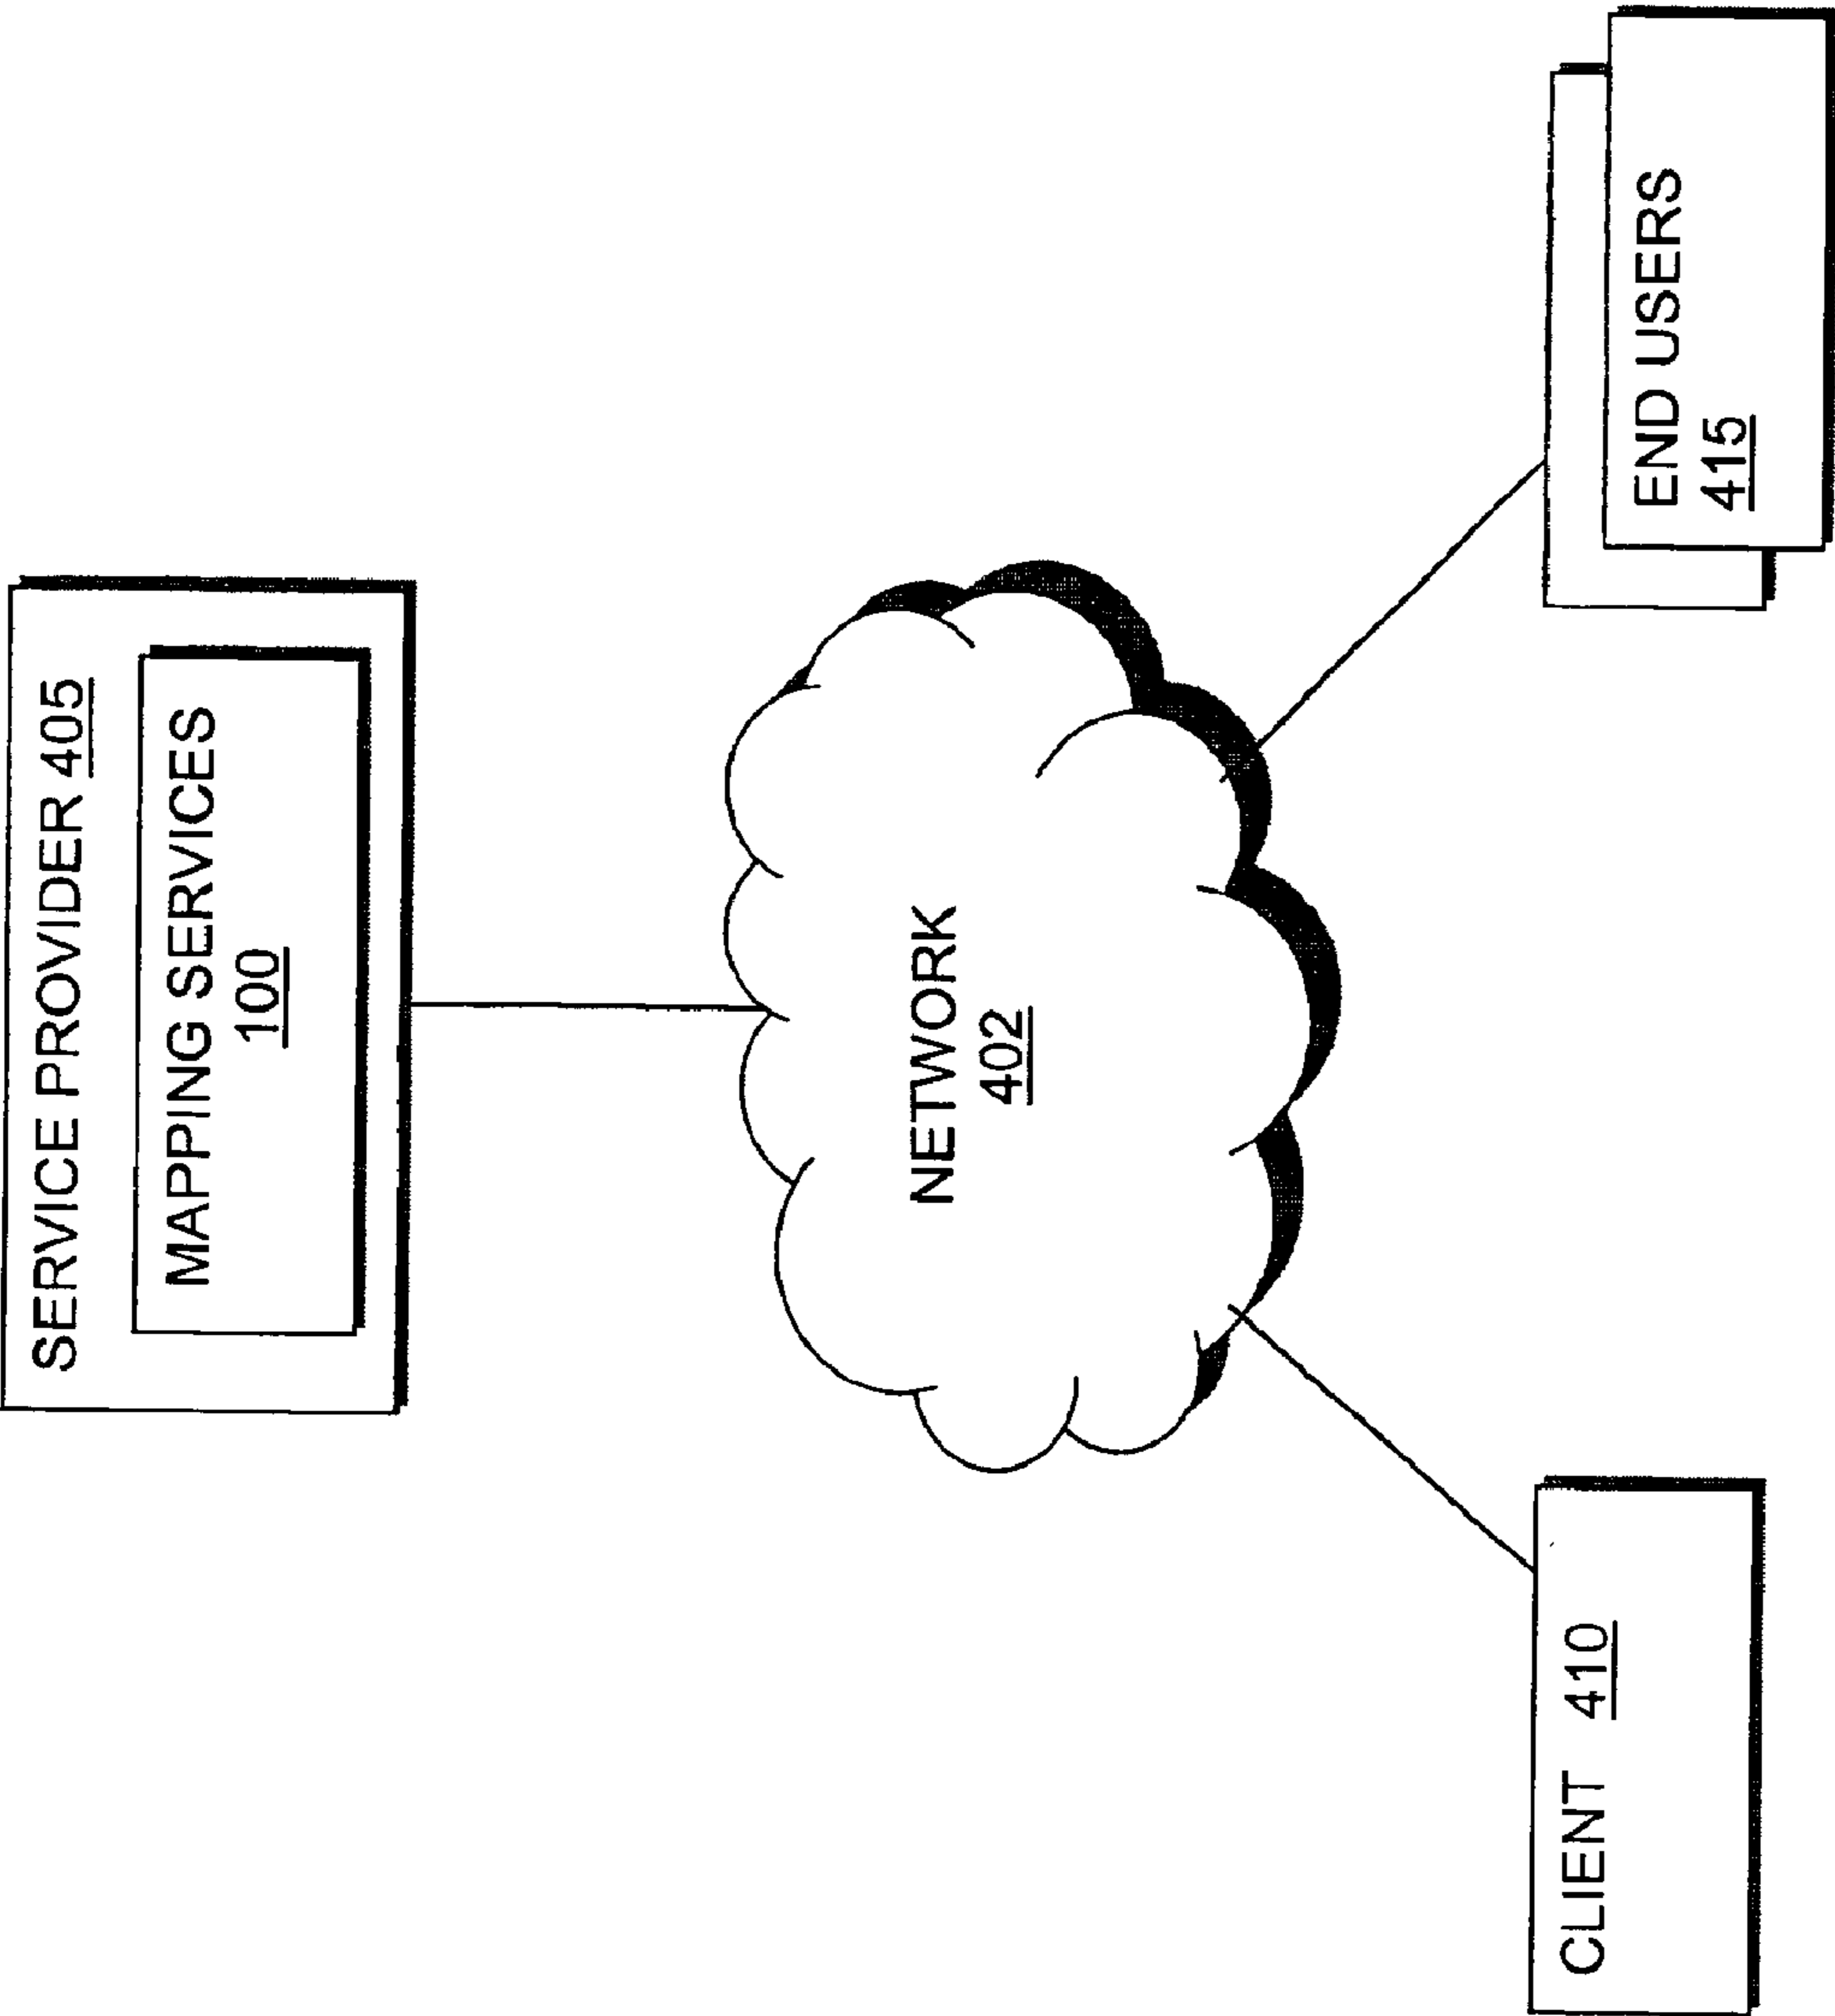 SERVICE PROVIDER 405
MAPPING SERVICES
100
NETWORK
402
CLIENT 410
END USERS
415